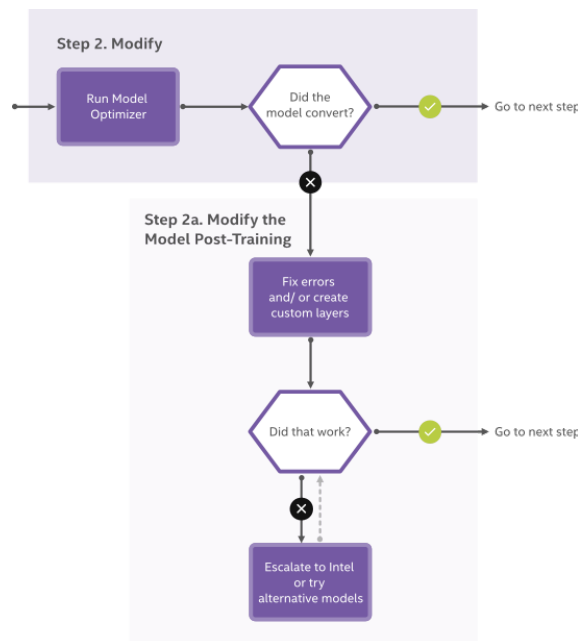 Step 2. Modify
Run Model
Optimizer
Did the
model convert?
Go to next step
Step 2a. Modify the
Model Post-Training
Fix errors
and/ or create
custom layers
Did that work?
Go to next step
Escalate to Intel
or try
alternative models